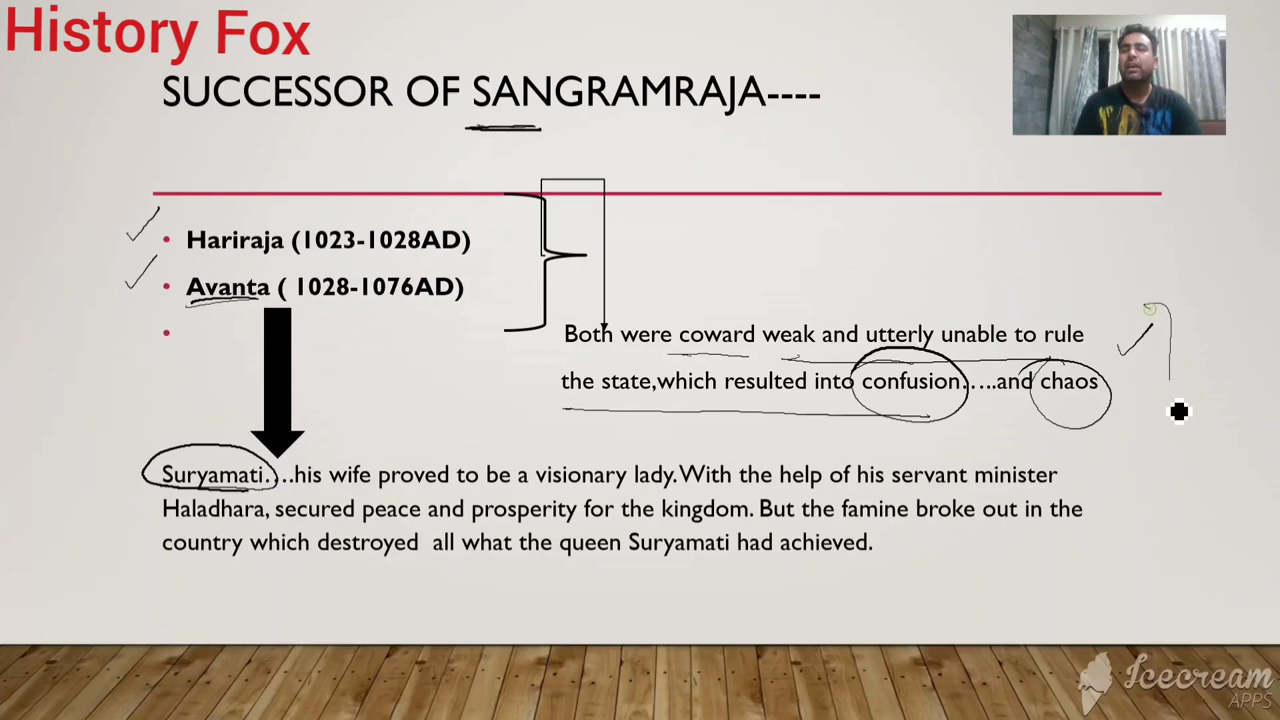 History Fox
SUCCESSOR OF SANGRAMRAJA----
• Hariraja (1023-1028AD)
• Avanta ( 1028-1076AD)
•
Both were coward weak and utterly unable to rule
the state,which resulted into confusion…..and chaos
Suryamati….his wife proved to be a visionary lady.With the help of his servant minister
Haladhara, secured peace and prosperity for the kingdom. But the famine broke out in the
country which destroyed  all what the queen Suryamati had achieved.
Icecream
APPS